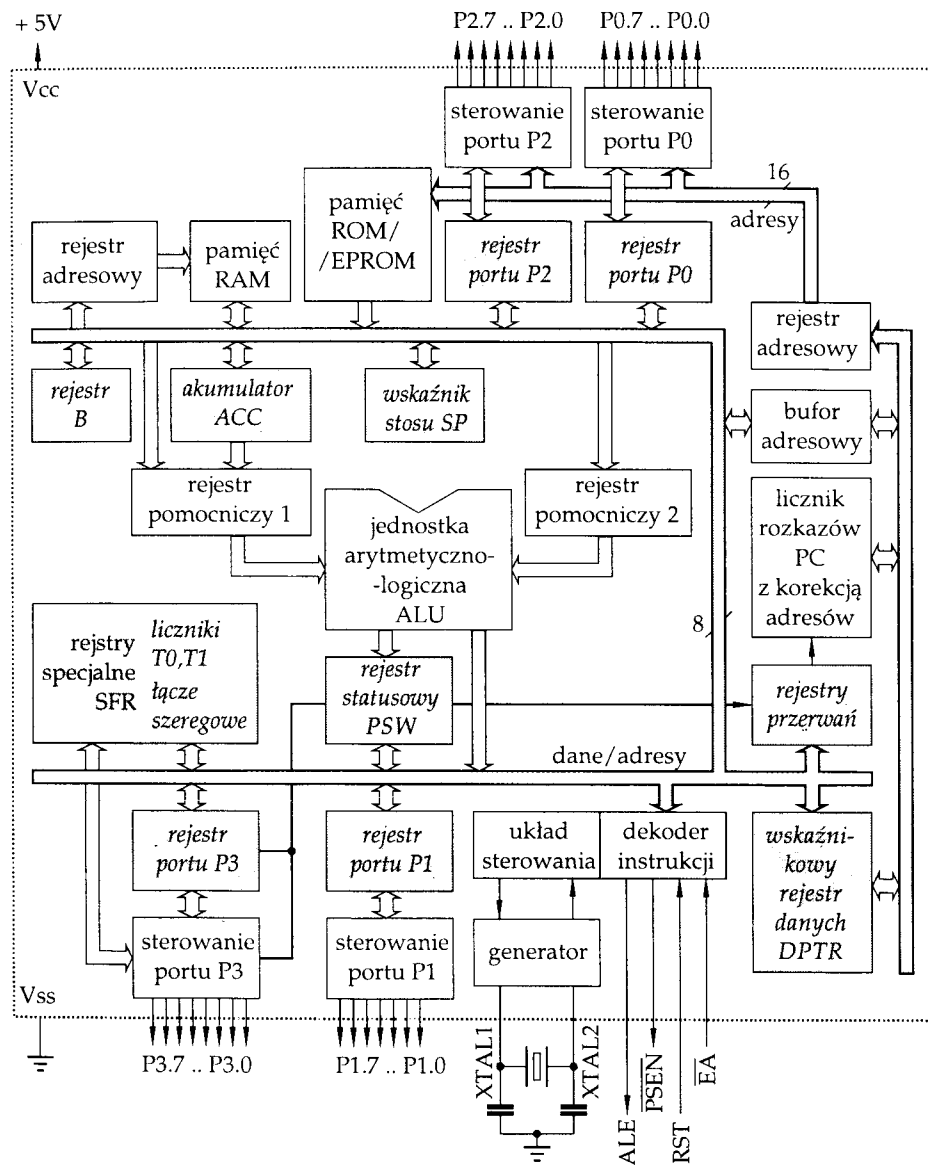 + 5V
P2.7 .. P2.0
P0.7 .. P0.0
Vcc
sterowanie
portu P2
sterowanie
portu P0
16
adresy
rejestr
adresowy
pamięć
RAM
pamięć
ROM/
/EPROM
rejestr
portu P2
rejestr
portu P0
rejestr
adresowy
rejestr
B
akumulator
ACC
wskaźnik
stosu SP
bufor
adresowy
rejestr
pomocniczy 1
jednostka
arytmetyczno-
-logiczna
ALU
rejestr
pomocniczy 2
licznik
rozkazów
PC
z korekcją
adresów
8
rejstry
specjalne
SFR
liczniki
T0,T1
łącze
szeregowe
rejestr
statusowy
PSW
rejestry
przerwań
dane/adresy
rejestr
portu P3
rejestr
portu P1
układ
sterowania
dekoder
instrukcji
wskaźni-
kowy
rejestr
danych
DPTR
sterowanie
portu P3
sterowanie
portu P1
generator
Vss
P3.7 .. P3.0
P1.7 .. P1.0
XTAL1
XTAL2
ALE
PSEN
RST
EA